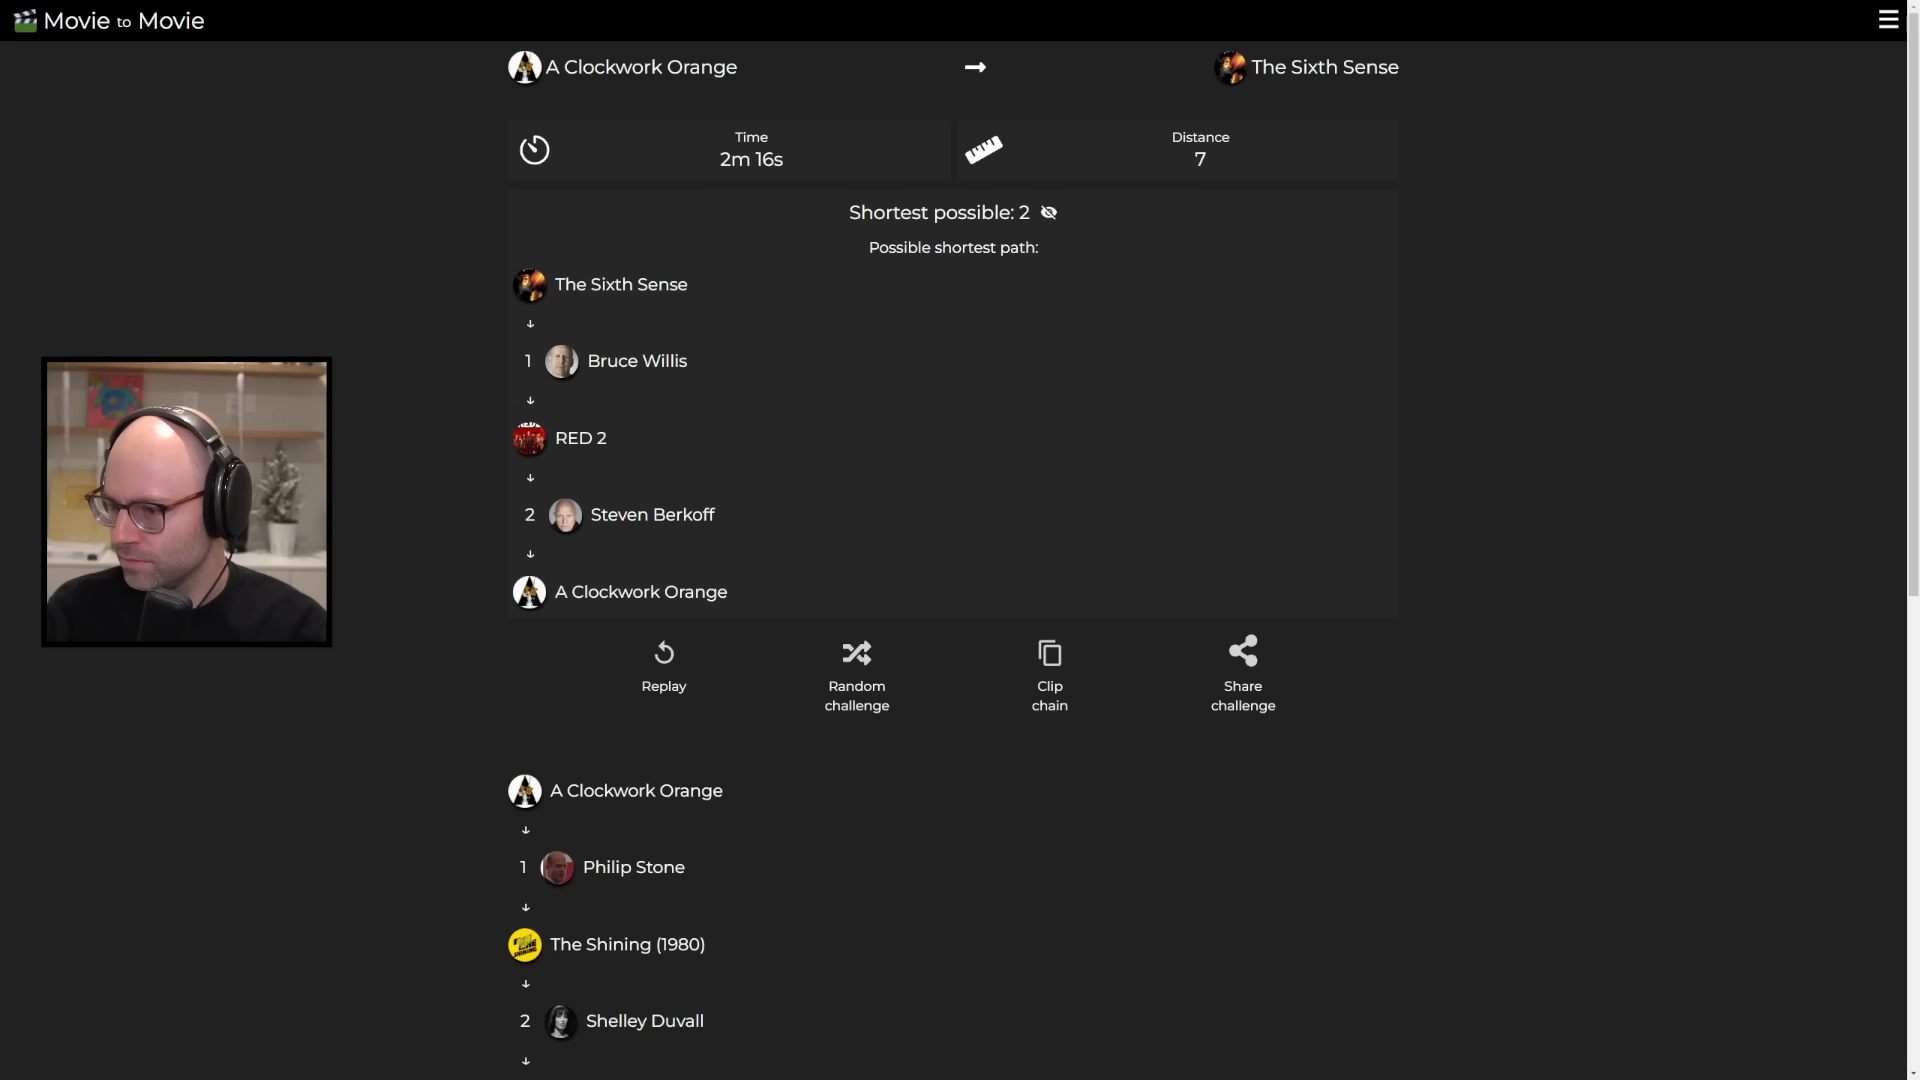 Movie to Movie
A Clockwork Orange
The Sixth Sense
Time
2m 16s
Distance
7
Shortest possible: 2
Possible shortest path:
The Sixth Sense
1 Bruce Willis
RED 2
2 Steven Berkoff
A Clockwork Orange
Replay
Random
challenge
Clip
chain
Share
challenge
A Clockwork Orange
1 Philip Stone
The Shining (1980)
2 Shelley Duvall